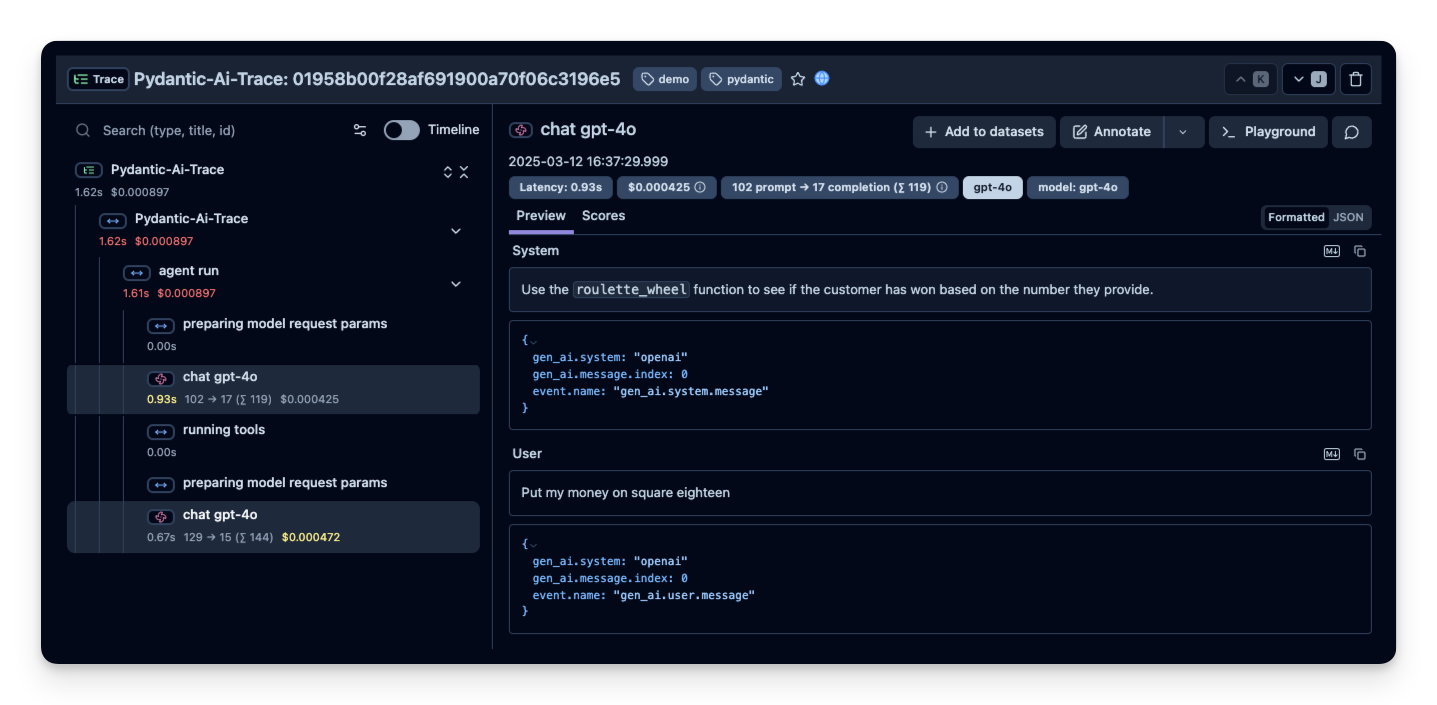 Trace Pydantic-Ai-Trace: 01958b00f28af691900a70f06c3196e5 demo pydantic K J
Search (type, title, id) Timeline
Pydantic-Ai-Trace
1.62s $0.000897
Pydantic-Ai-Trace
1.62s $0.000897
agent run
1.61s $0.000897
preparing model request params
0.00s
chat gpt-4o
0.93s 102 → 17 (∑ 119) $0.000425
running tools
0.00s
preparing model request params
chat gpt-4o
0.67s 129 → 15 (∑ 144) $0.000472
chat gpt-4o Add to datasets Annotate Playground
2025-03-12 16:37:29.999
Latency: 0.93s $0.000425 102 prompt → 17 completion (∑ 119) gpt-4o model: gpt-4o
Preview Scores Formatted JSON
System M↓
Use the roulette_wheel function to see if the customer has won based on the number they provide.
{
gen_ai.system: "openai"
gen_ai.message.index: 0
event.name: "gen_ai.system.message"
}
User M↓
Put my money on square eighteen
{
gen_ai.system: "openai"
gen_ai.message.index: 0
event.name: "gen_ai.user.message"
}